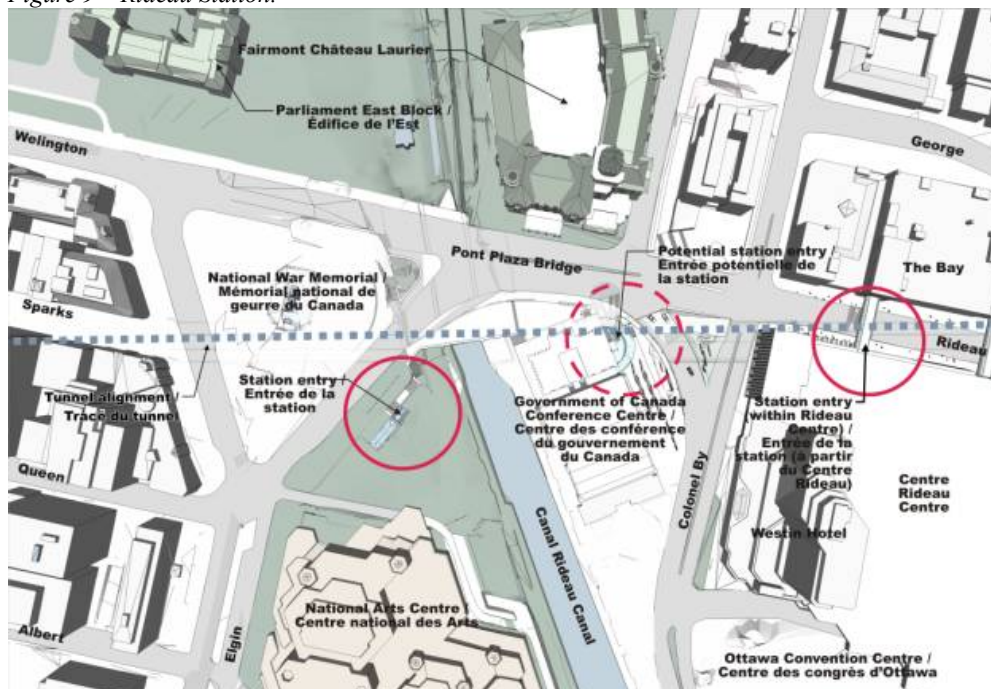 Figure 9 – Rideau Station.
Fairmont Château Laurier
Parliament East Block /
Édifice de l'Est
Wellington
George
Pont Plaza Bridge
Potential station entry /
Entrée potentielle de
la station
The Bay
National War Memorial /
Mémorial national de
geurre du Canada
Sparks
Rideau
Tunnel alignment /
Tracé du tunnel
Station entry /
Entrée de la
station
Government of Canada
Conference Centre /
Centre des conférence
du gouvernement
du Canada
Station entry
(within Rideau
Centre) /
Entrée de la
station (à partir
du Centre
Rideau)
Queen
Colonel By
Centre
Rideau
Centre
Canal Rideau Canal
Westin Hotel
National Arts Centre /
Centre national des Arts
Albert
Elgin
Ottawa Convention Centre /
Centre des congrès d'Ottawa